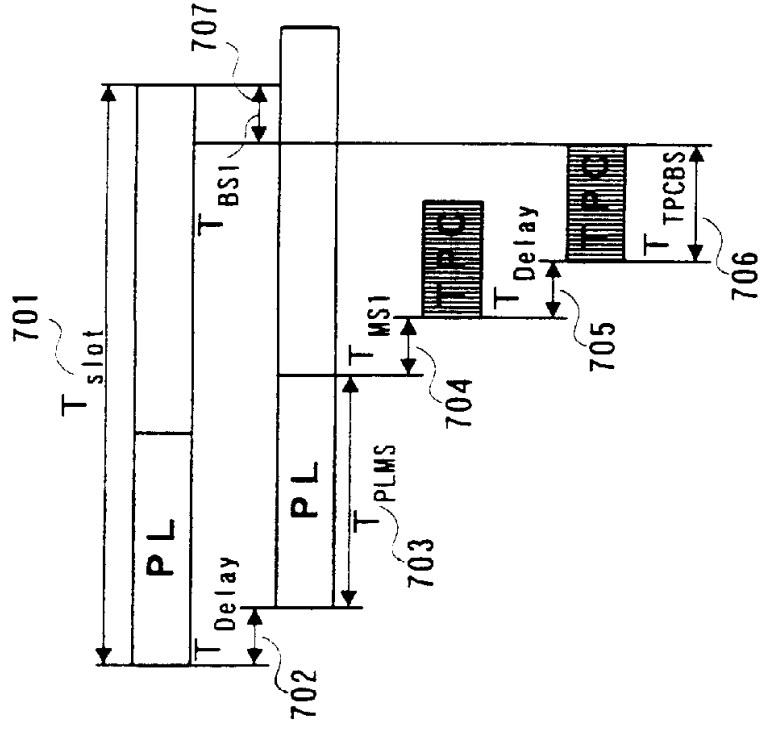 701
T slot
707
PL
T BS1
T Delay
702
PL
T PLMS
703
T MS1
704
TPC
T Delay
705
TPC
T TPCBS
706